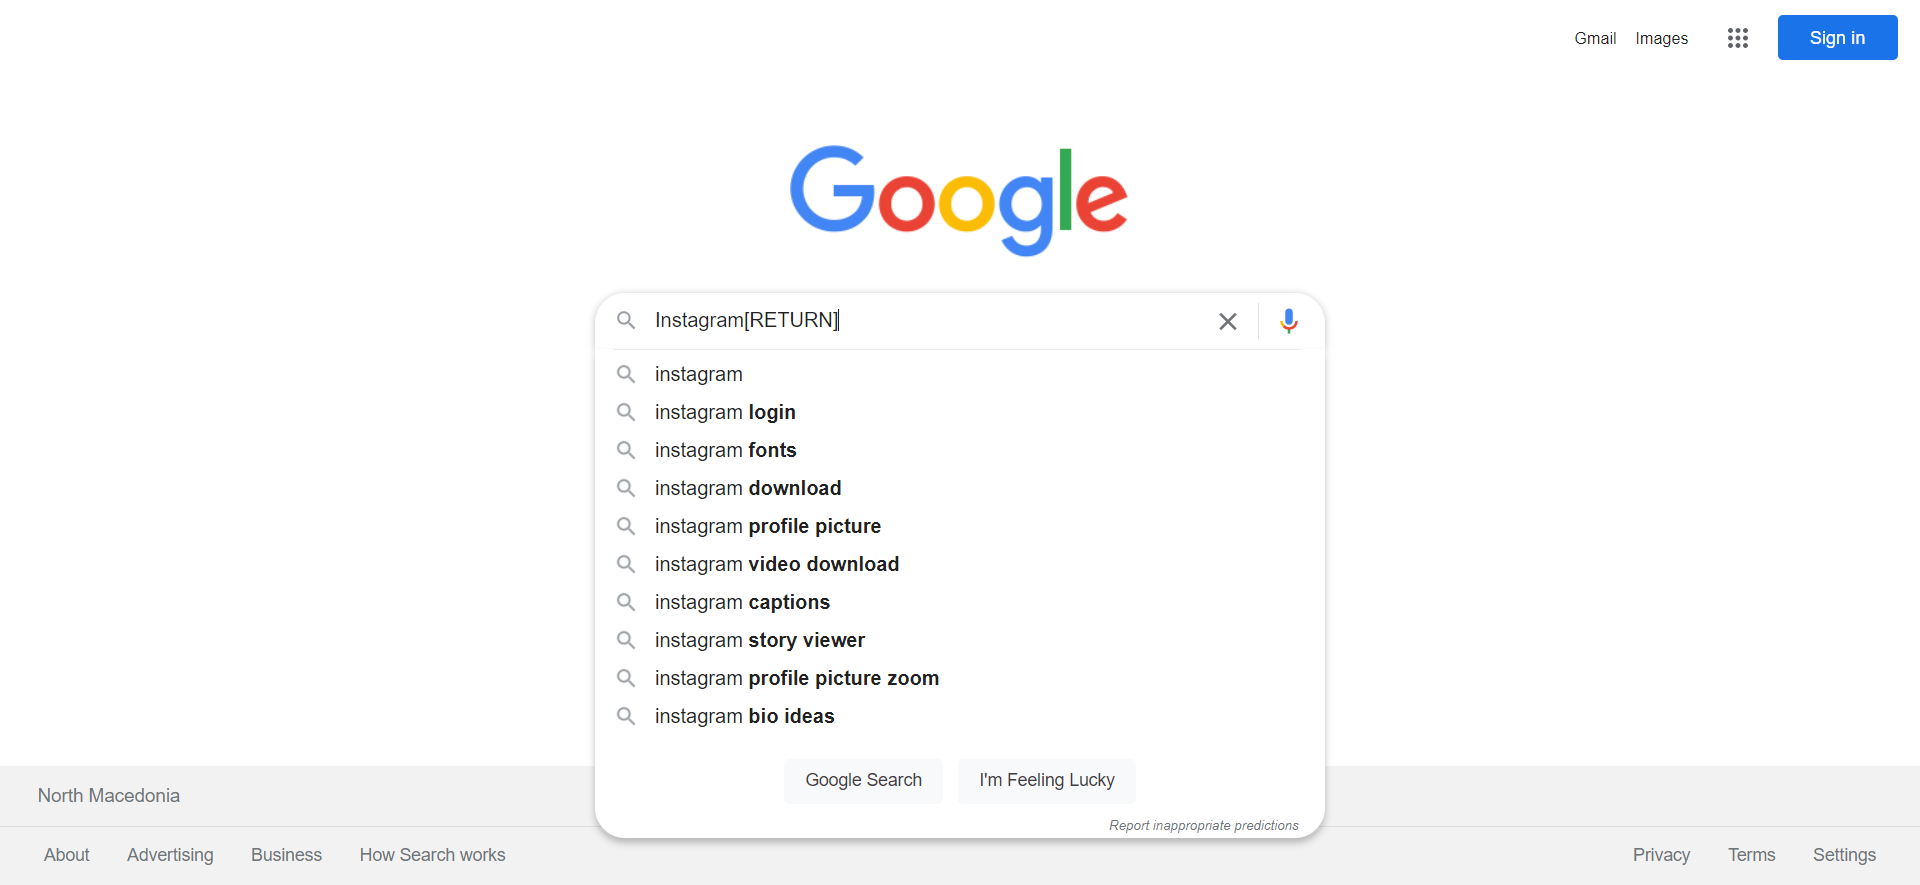 Gmail Images Sign in
Google
Instagram[RETURN]
instagram
instagram login
instagram fonts
instagram download
instagram profile picture
instagram video download
instagram captions
instagram story viewer
instagram profile picture zoom
instagram bio ideas
Google Search I'm Feeling Lucky
Report inappropriate predictions
North Macedonia
About Advertising Business How Search works Privacy Terms Settings